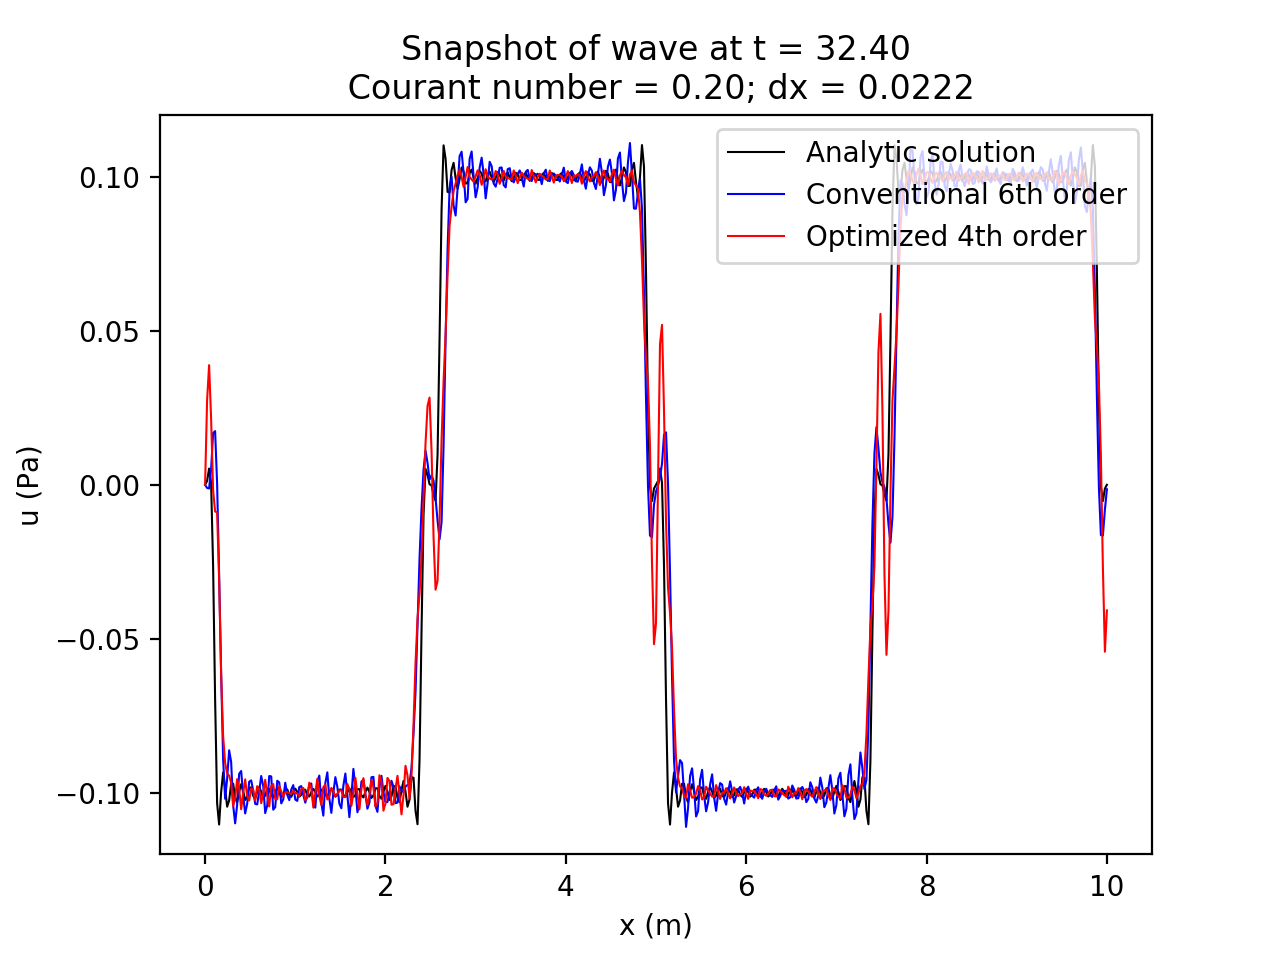 Snapshot of wave at t = 32.40
Courant number = 0.20; dx = 0.0222
Analytic solution
Conventional 6th order
Optimized 4th order
u (Pa)
0.10
0.05
0.00
−0.05
−0.10
0 2 4 6 8 10
x (m)